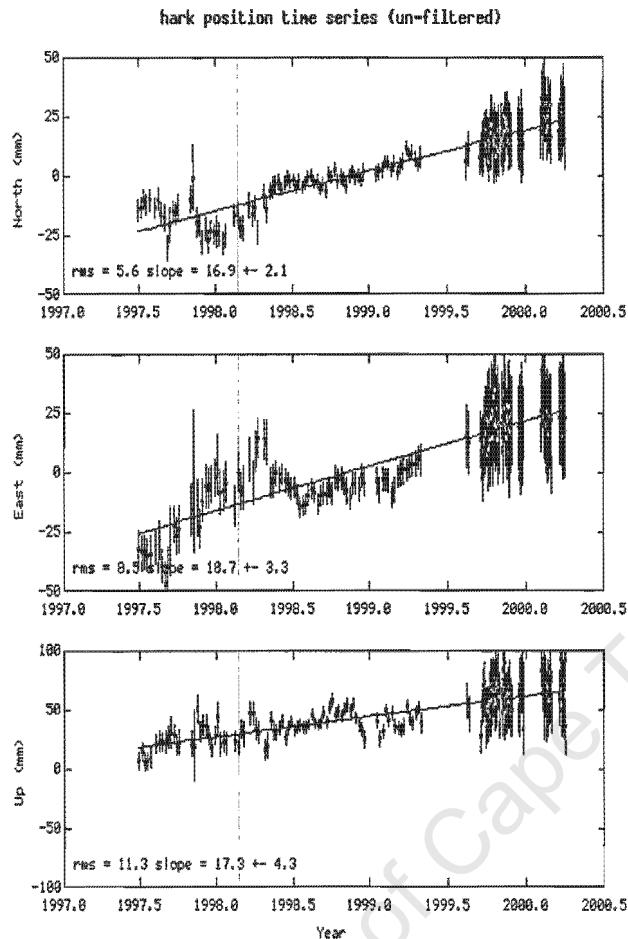 hark position time series (un-filtered)
50
25
0
-25
-50
North (mm)
rms = 5.6 slope = 16.9 +- 2.1
1997.0 1997.5 1998.0 1998.5 1999.0 1999.5 2000.0 2000.5
50
25
0
-25
-50
East (mm)
rms = 8.5 slope = 18.7 +- 3.3
1997.0 1997.5 1998.0 1998.5 1999.0 1999.5 2000.0 2000.5
100
50
0
-50
-100
Up (mm)
rms = 11.3 slope = 17.3 +- 4.3
1997.0 1997.5 1998.0 1998.5 1999.0 1999.5 2000.0 2000.5
Year
of Cape T